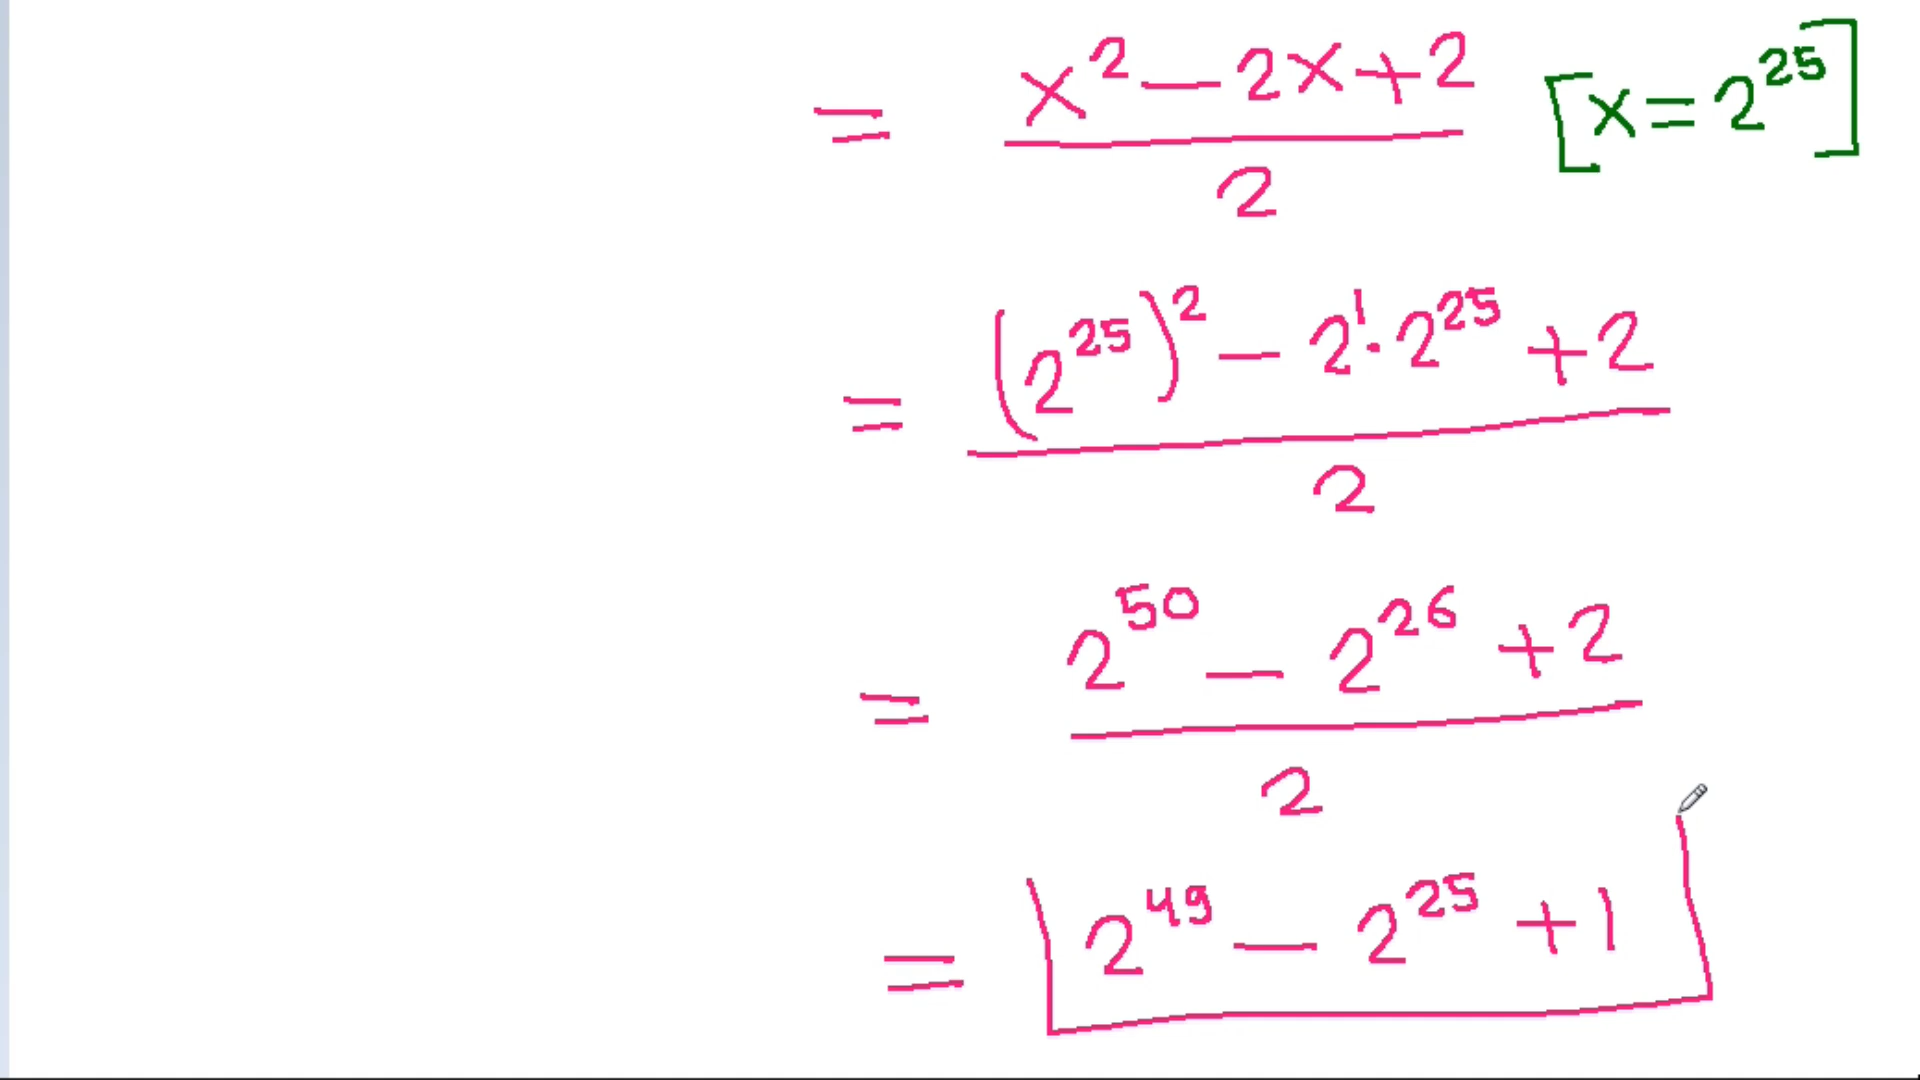 = (x² − 2x + 2)/2 [x = 2²⁵]
= ((2²⁵)² − 2¹·2²⁵ + 2)/2
= (2⁵⁰ − 2²⁶ + 2)/2
= 2⁴⁹ − 2²⁵ + 1